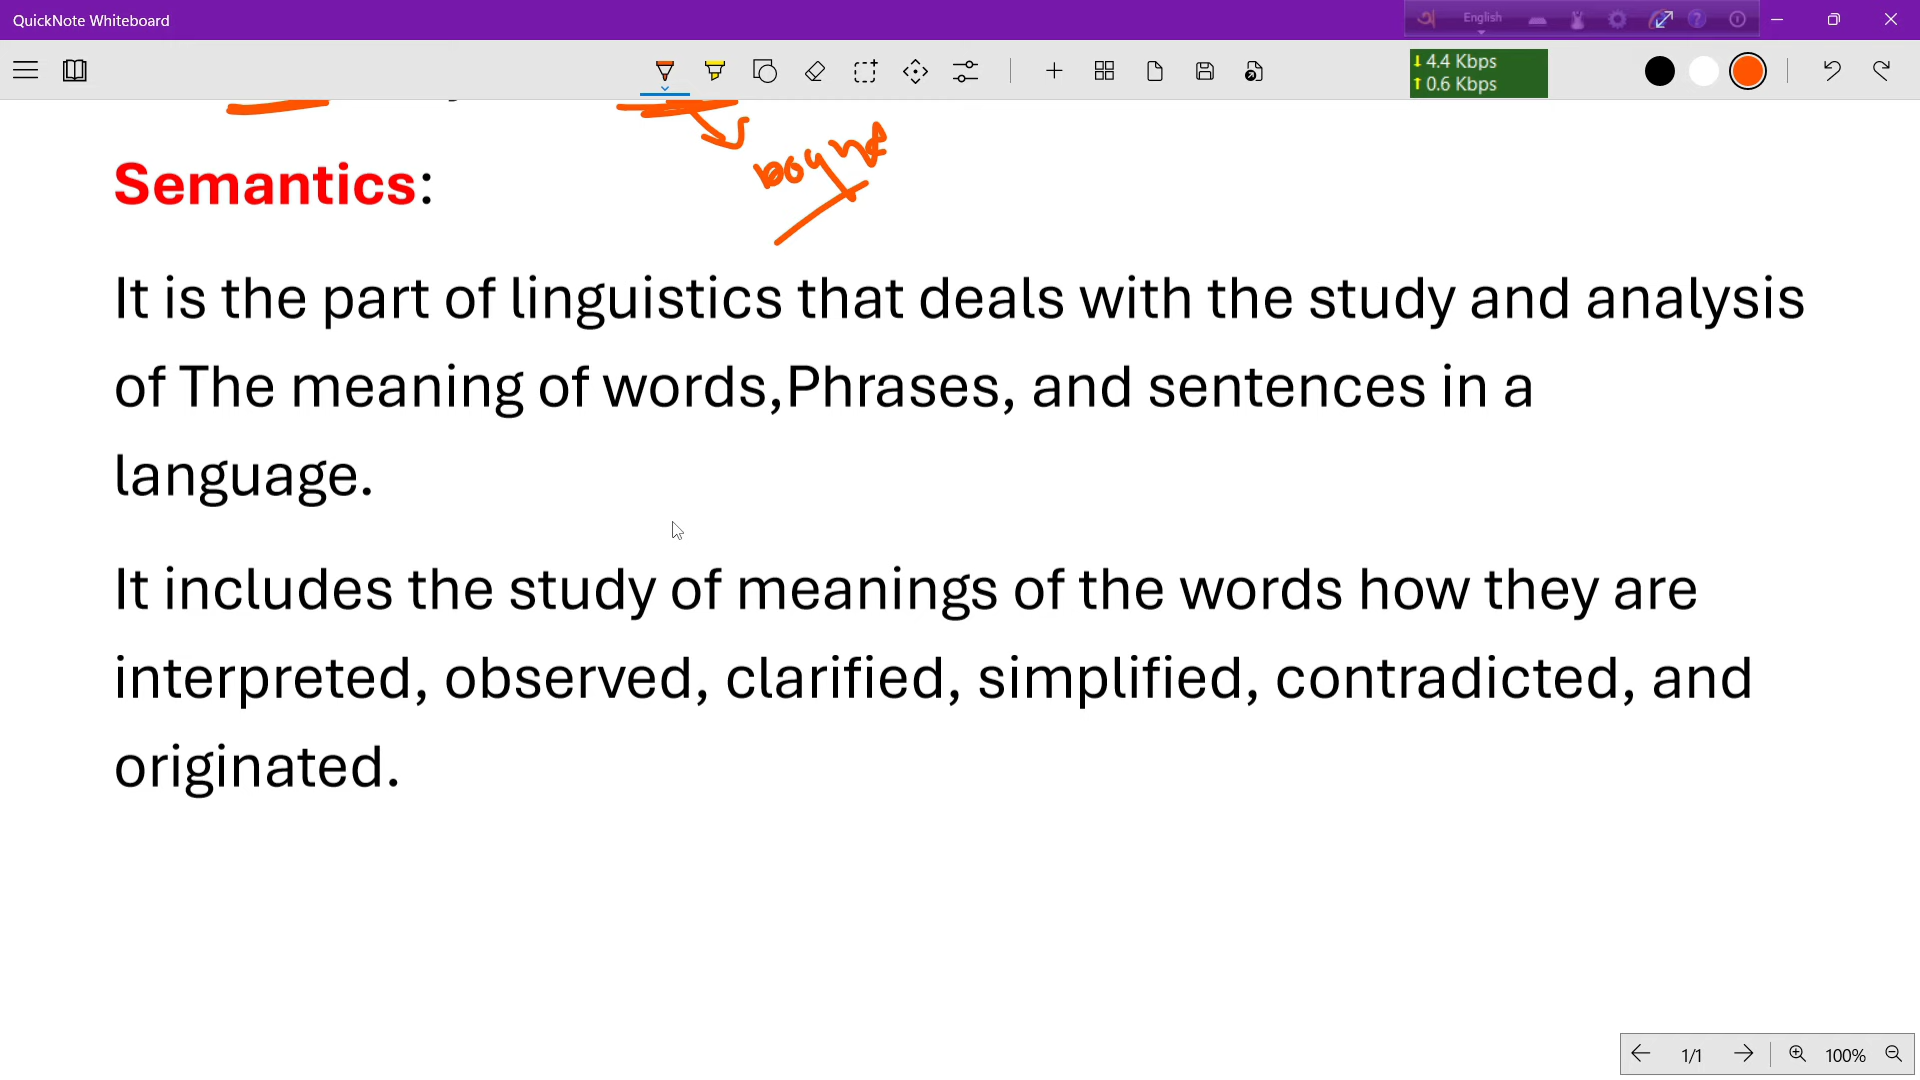 QuickNote Whiteboard
English
↓ 4.4 Kbps
↑ 0.6 Kbps
Semantics:
It is the part of linguistics that deals with the study and analysis
of The meaning of words,Phrases, and sentences in a
language.
It includes the study of meanings of the words how they are
interpreted, observed, clarified, simplified, contradicted, and
originated.
1/1
100%